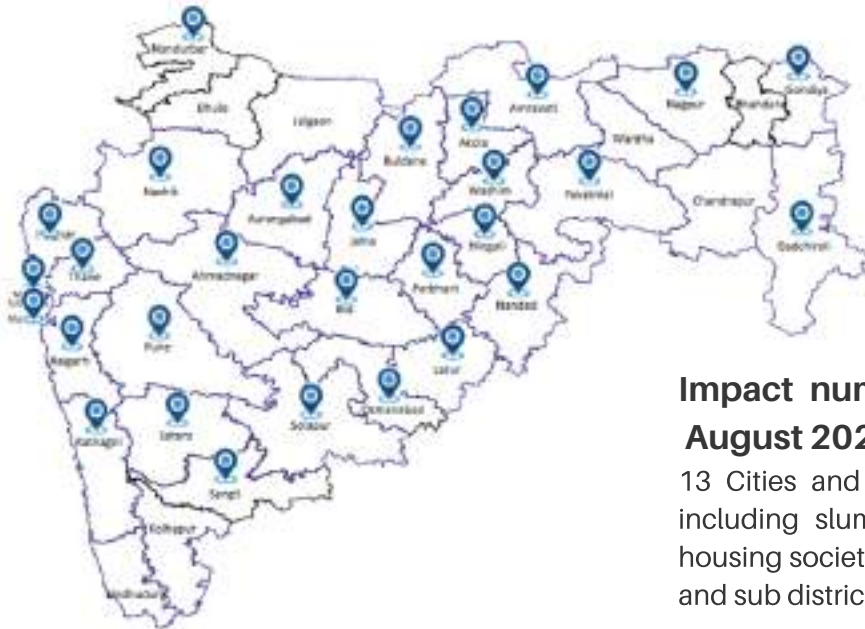 Nandurbar
Dhule
Jalgaon
Buldana
Akola
Amravati
Nagpur
Bhandara
Gondiya
Wardha
Nashik
Aurangabad
Jalna
Washim
Yavatmal
Chandrapur
Gadchiroli
Hingoli
Palghar
Thane
Ahmadnagar
Bid
Parbhani
Nanded
Raigarh
Pune
Latur
Osmanabad
Solapur
Satara
Ratnagiri
Sangli
Kolhapur
Sindhudurg
Impact num
August 202
13 Cities and
including slum
housing societ
and sub distric